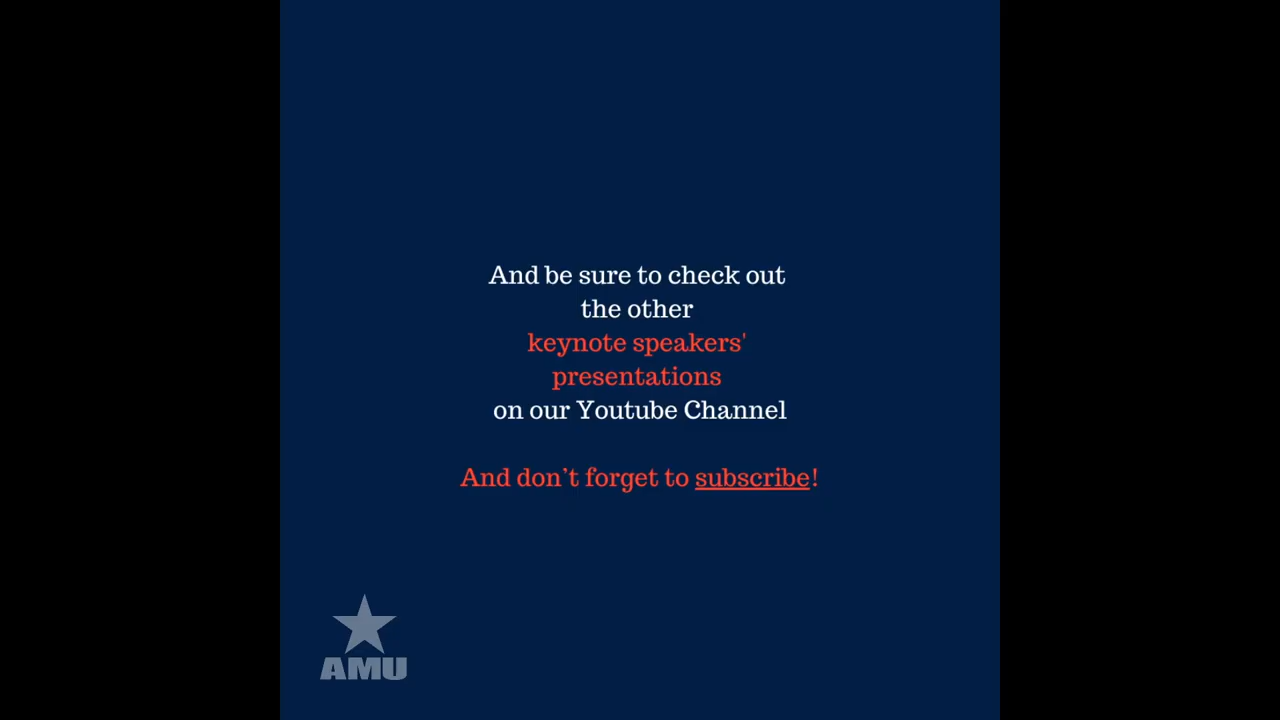 And be sure to check out
the other
keynote speakers'
presentations
on our Youtube Channel
And don’t forget to subscribe!
AMU